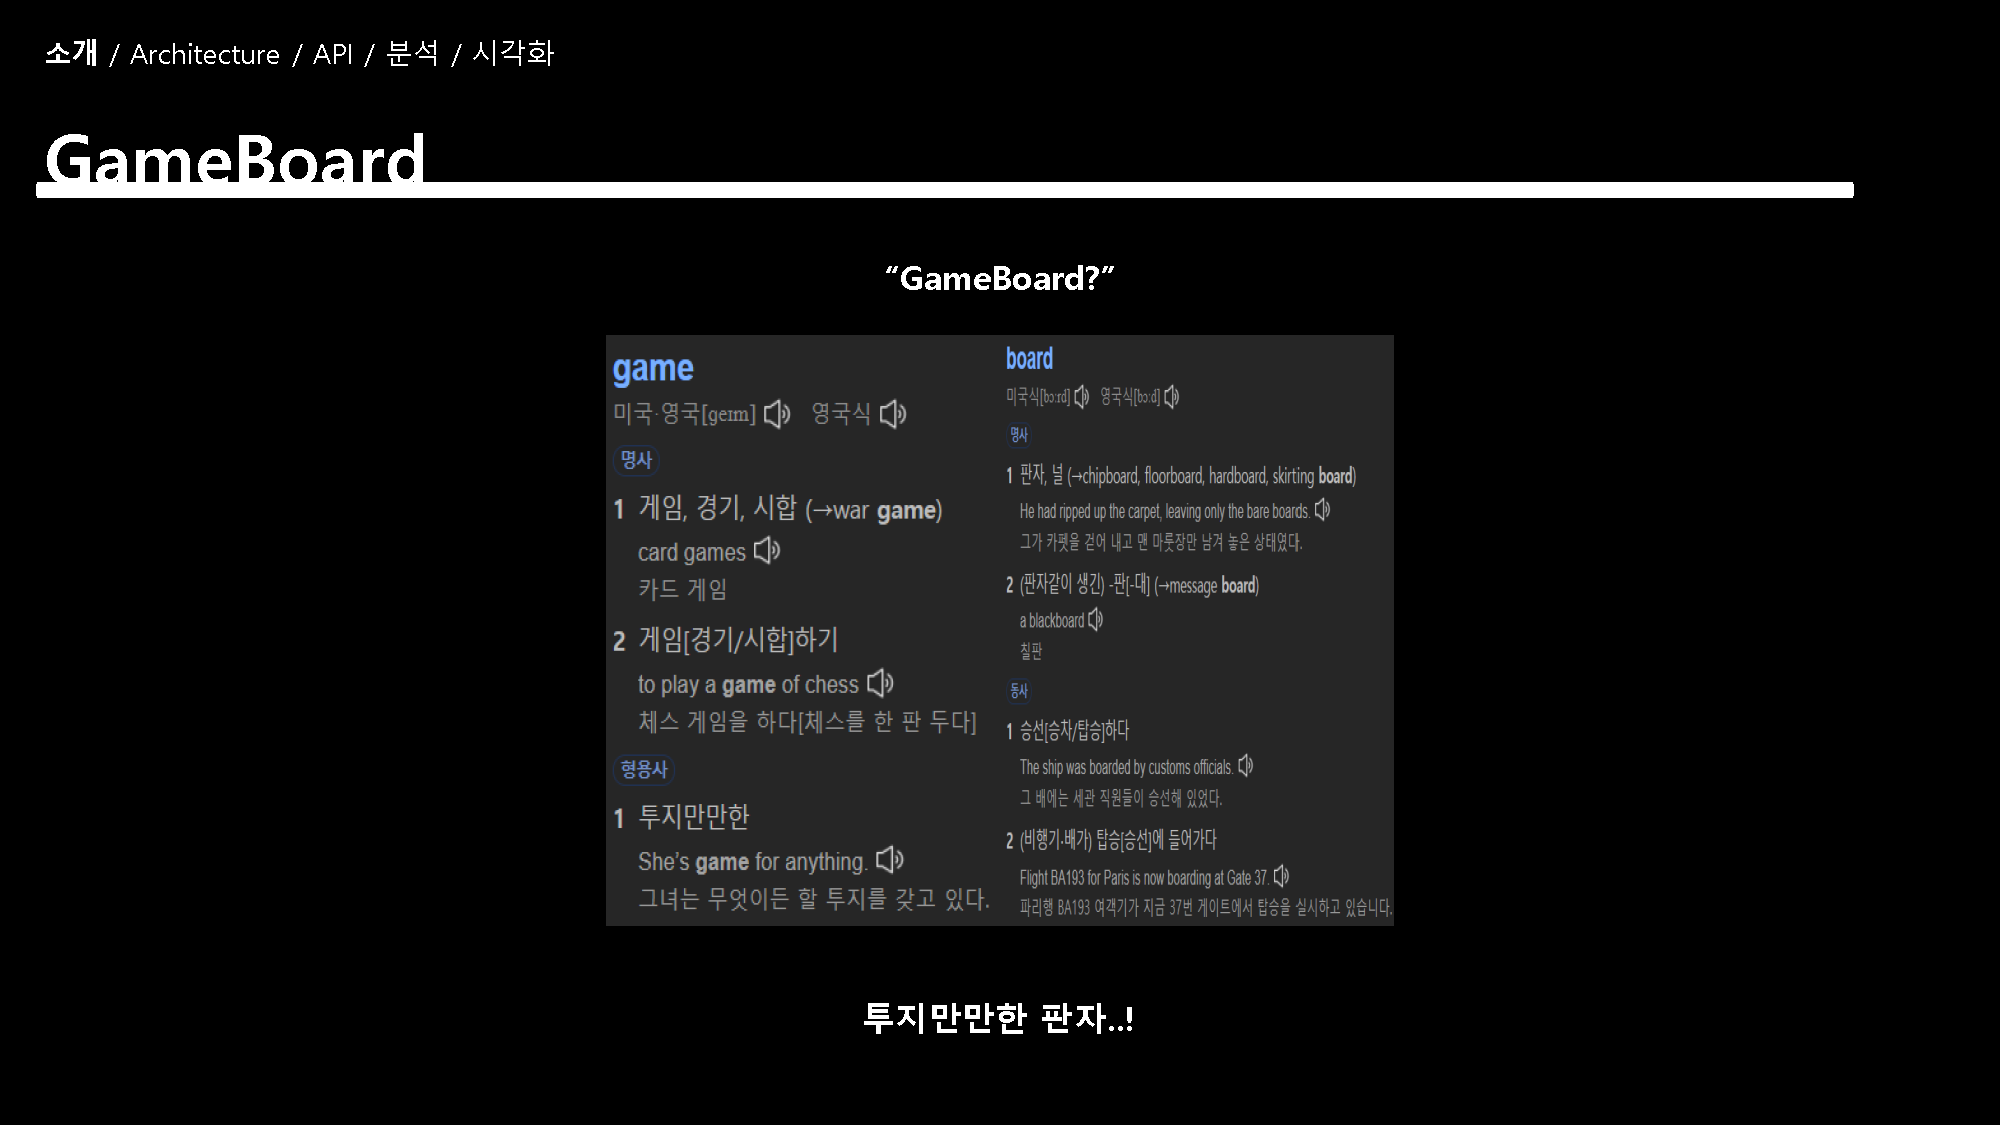 소개 / Architecture / API / 분석 / 시각화
GameBoard
“GameBoard?”
game
미국·영국[ɡeɪm] 영국식
명사
1 게임, 경기, 시합 (→war game)
card games
카드 게임
2 게임[경기/시합]하기
to play a game of chess
체스 게임을 하다[체스를 한 판 두다]
형용사
1 투지만만한
She’s game for anything.
그녀는 무엇이든 할 투지를 갖고 있다.
board
미국식[bɔːrd] 영국식[bɔːd]
명사
1 판자, 널 (→chipboard, floorboard, hardboard, skirting board)
He had ripped up the carpet, leaving only the bare boards.
그가 카펫을 걷어 내고 맨 마룻장만 남겨 놓은 상태였다.
2 (판자같이 생긴) -판[-대] (→message board)
a blackboard
칠판
동사
1 승선[승차/탑승]하다
The ship was boarded by customs officials.
그 배에는 세관 직원들이 승선해 있었다.
2 (비행기·배가) 탑승[승선]에 들어가다
Flight BA193 for Paris is now boarding at Gate 37.
파리행 BA193 여객기가 지금 37번 게이트에서 탑승을 실시하고 있습니다.
투지만만한 판자..!